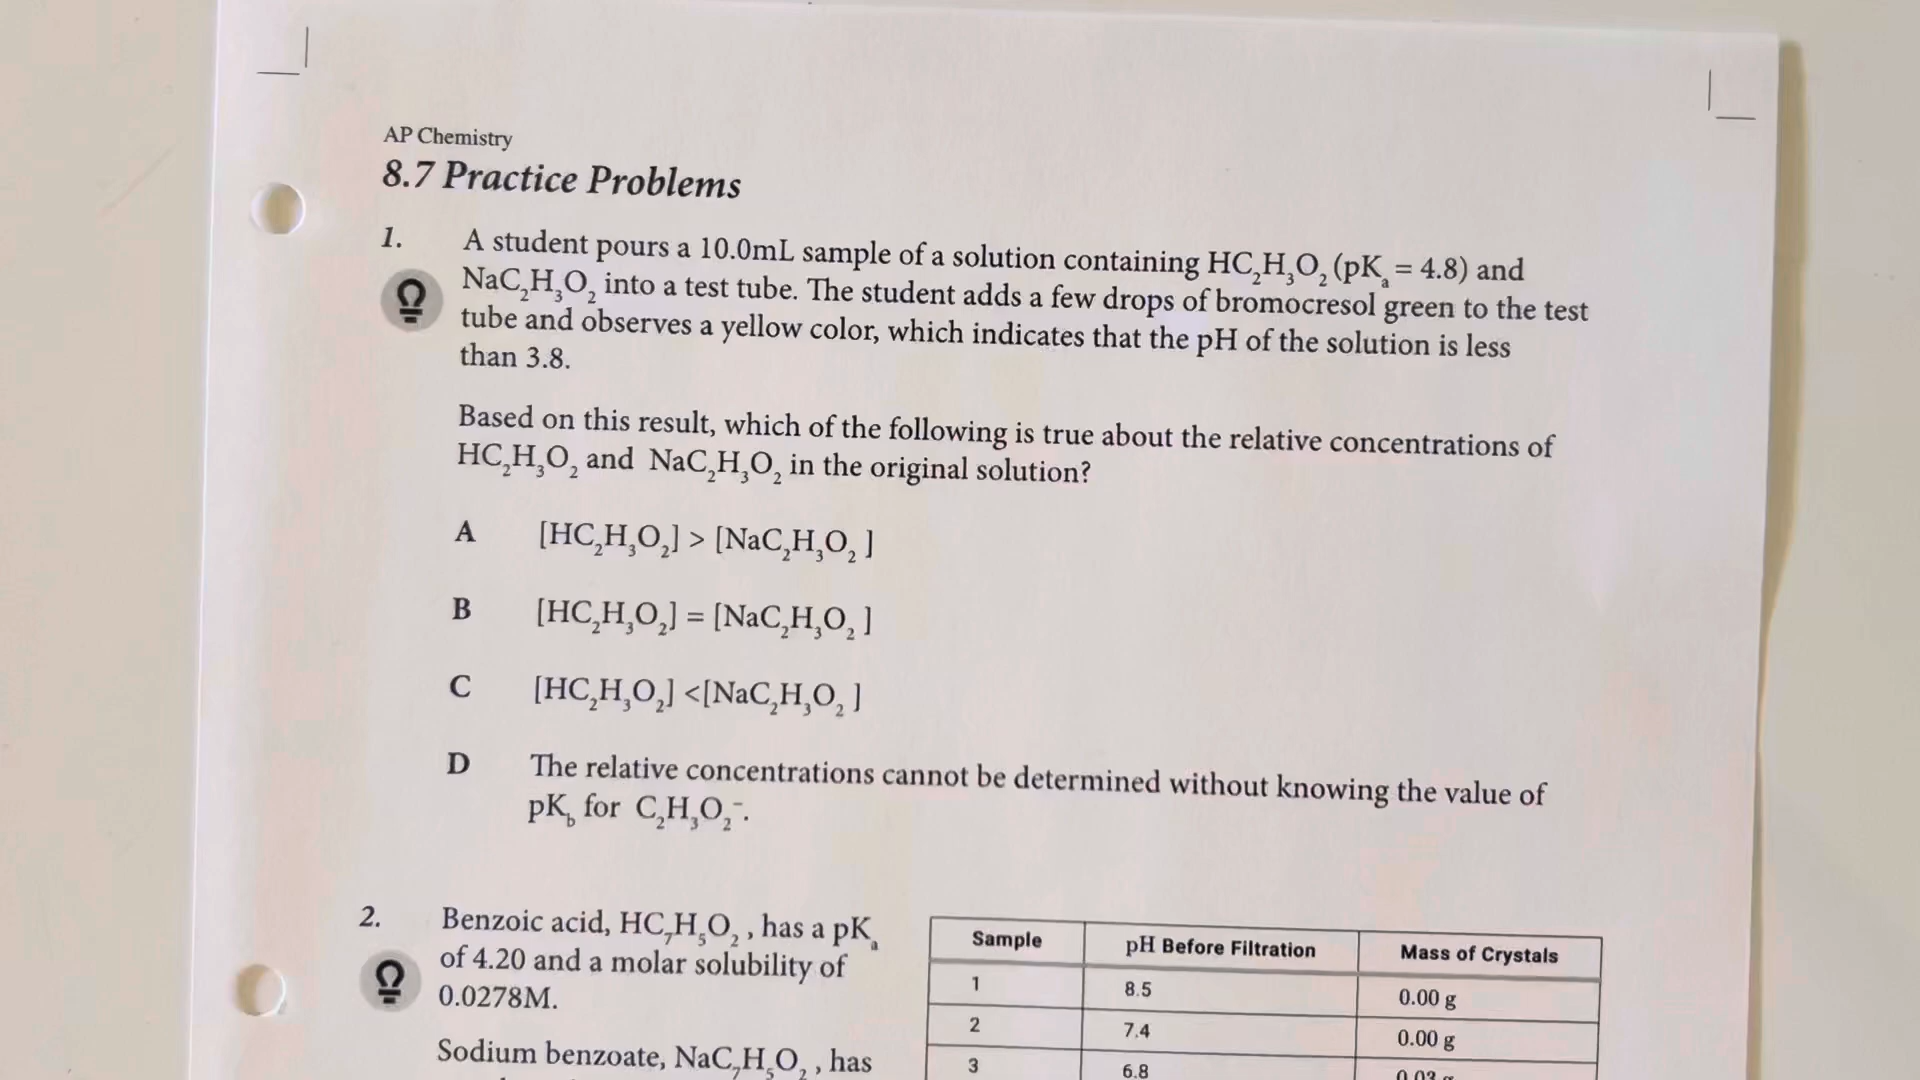 AP Chemistry
8.7 Practice Problems
1. A student pours a 10.0mL sample of a solution containing HC₂H₃O₂ (pKₐ = 4.8) and
NaC₂H₃O₂ into a test tube. The student adds a few drops of bromocresol green to the test
tube and observes a yellow color, which indicates that the pH of the solution is less
than 3.8.
Based on this result, which of the following is true about the relative concentrations of
HC₂H₃O₂ and NaC₂H₃O₂ in the original solution?
A [HC₂H₃O₂] > [NaC₂H₃O₂ ]
B [HC₂H₃O₂] = [NaC₂H₃O₂ ]
C [HC₂H₃O₂] <[NaC₂H₃O₂ ]
D The relative concentrations cannot be determined without knowing the value of
pK_b for C₂H₃O₂⁻.
2. Benzoic acid, HC₇H₅O₂ , has a pKₐ
of 4.20 and a molar solubility of
0.0278M.
Sodium benzoate, NaC₇H₅O₂ , has
Sample pH Before Filtration Mass of Crystals
1 8.5 0.00 g
2 7.4 0.00 g
3 6.8 0.03 g